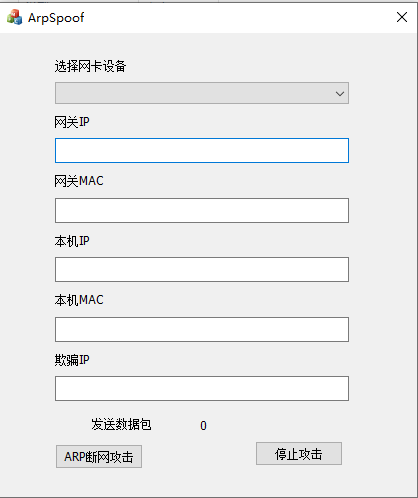 ArpSpoof
选择网卡设备
网关IP
网关MAC
本机IP
本机MAC
欺骗IP
发送数据包 0
ARP断网攻击 停止攻击